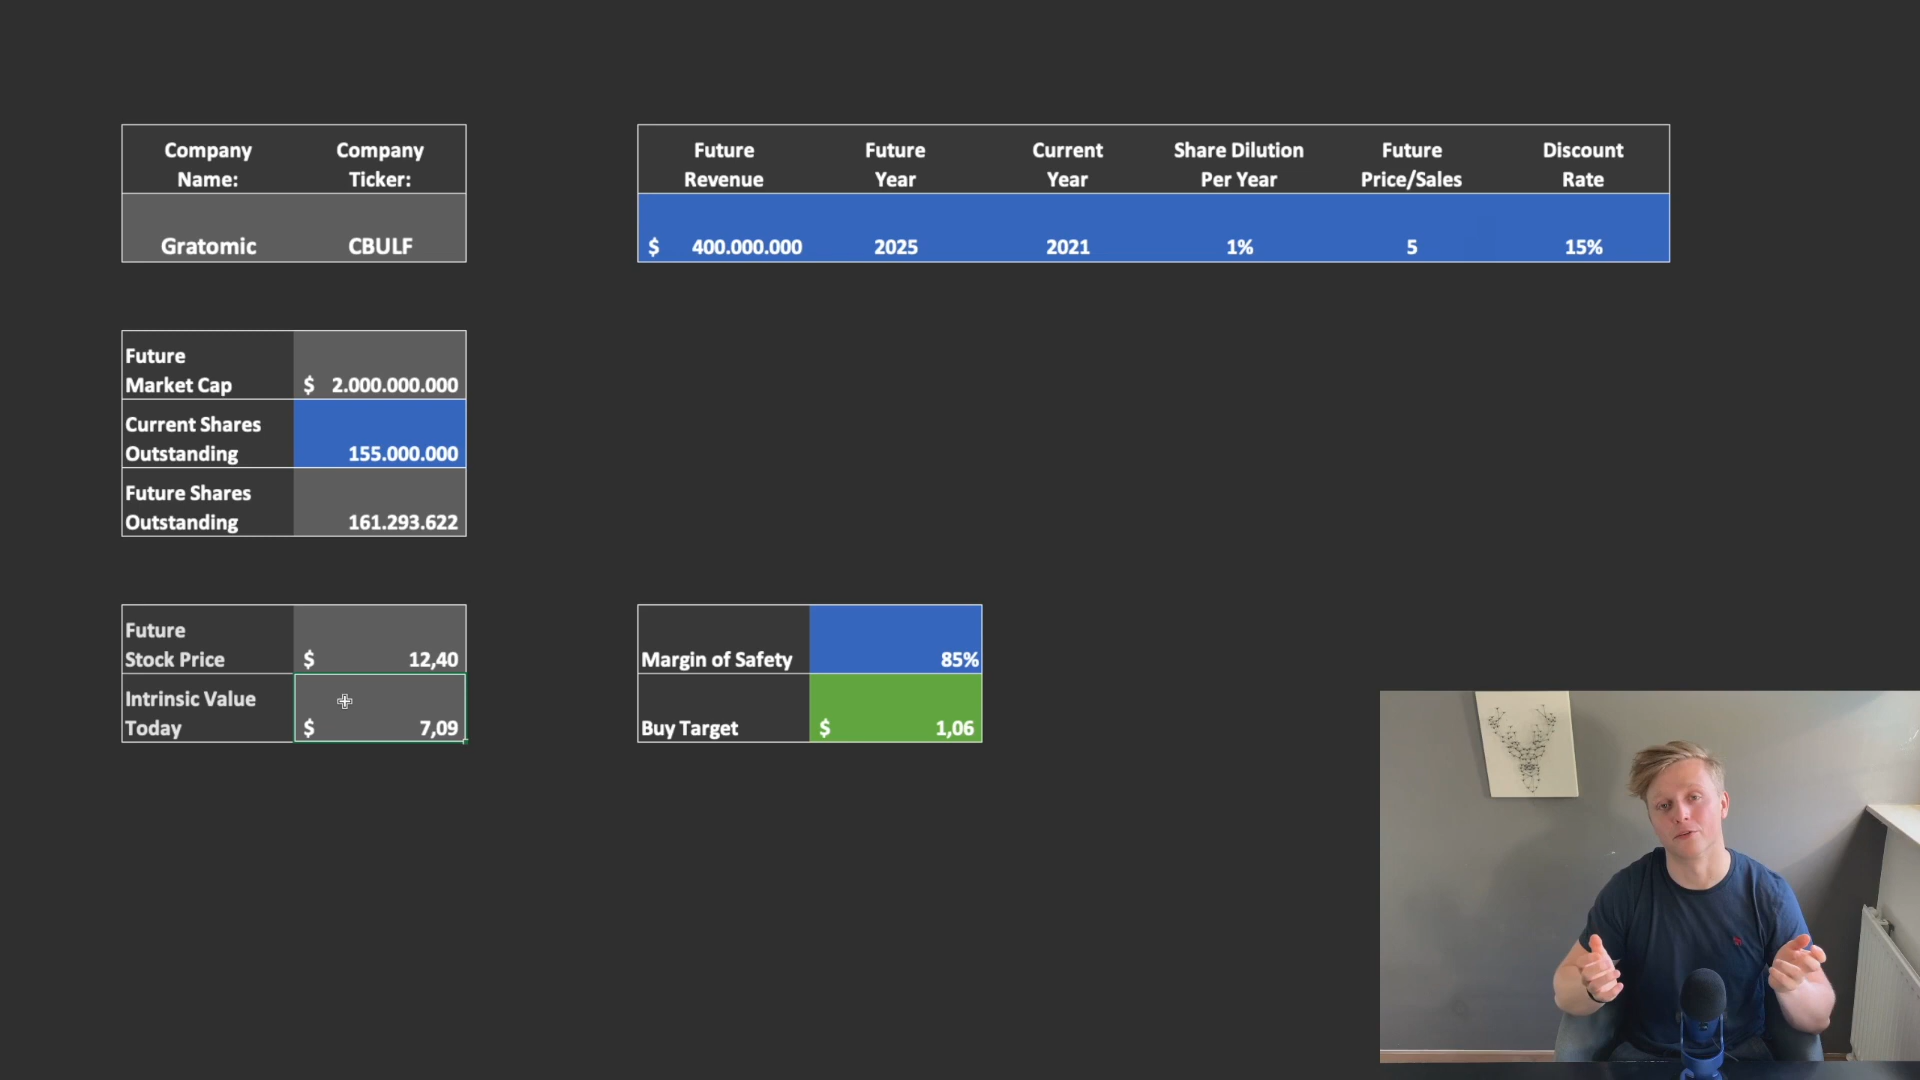 Company Company
Name: Ticker:
Gratomic CBULF
Future Future Current Share Dilution Future Discount
Revenue Year Year Per Year Price/Sales Rate
$ 400.000.000 2025 2021 1% 5 15%
Future
Market Cap $ 2.000.000.000
Current Shares
Outstanding 155.000.000
Future Shares
Outstanding 161.293.622
Future
Stock Price $ 12,40
Intrinsic Value
Today $ 7,09
Margin of Safety 85%
Buy Target $ 1,06